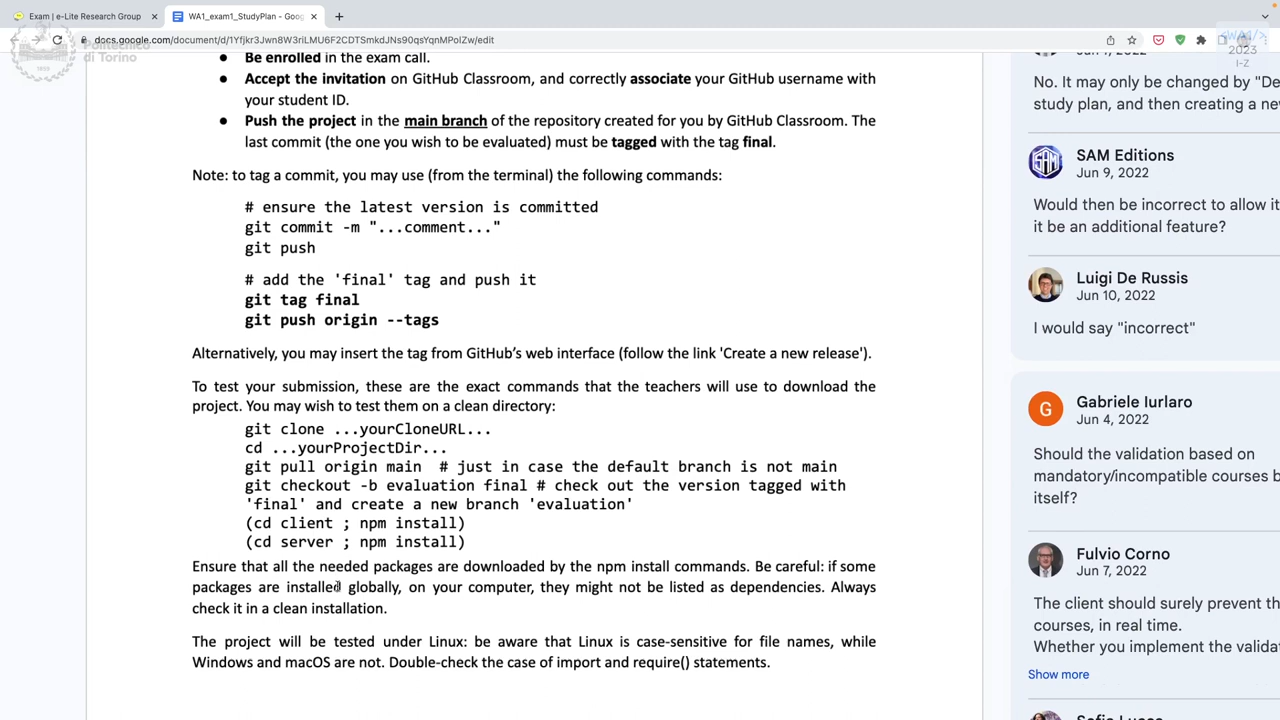 Exam | e-Lite Research Group
WA1_exam1_StudyPlan - Goog
docs.google.com/document/d/1Yfjkr3Jwn8W3riLMU6F2CDTSmkdJNs90qsYqnMPoIZw/edit
Politecnico
di Torino
WA1
2023
I-Z
Be enrolled in the exam call.
Accept the invitation on GitHub Classroom, and correctly associate your GitHub username with
your student ID.
Push the project in the main branch of the repository created for you by GitHub Classroom. The
last commit (the one you wish to be evaluated) must be tagged with the tag final.
Note: to tag a commit, you may use (from the terminal) the following commands:
# ensure the latest version is committed
git commit -m "...comment..."
git push
# add the 'final' tag and push it
git tag final
git push origin --tags
Alternatively, you may insert the tag from GitHub’s web interface (follow the link 'Create a new release').
To test your submission, these are the exact commands that the teachers will use to download the
project. You may wish to test them on a clean directory:
git clone ...yourCloneURL...
cd ...yourProjectDir...
git pull origin main # just in case the default branch is not main
git checkout -b evaluation final # check out the version tagged with
'final' and create a new branch 'evaluation'
(cd client ; npm install)
(cd server ; npm install)
Ensure that all the needed packages are downloaded by the npm install commands. Be careful: if some
packages are installed globally, on your computer, they might not be listed as dependencies. Always
check it in a clean installation.
The project will be tested under Linux: be aware that Linux is case-sensitive for file names, while
Windows and macOS are not. Double-check the case of import and require() statements.
No. It may only be changed by "De
study plan, and then creating a ne
SAM Editions
Jun 9, 2022
Would then be incorrect to allow it
it be an additional feature?
Luigi De Russis
Jun 10, 2022
I would say "incorrect"
G
Gabriele Iurlaro
Jun 4, 2022
Should the validation based on
mandatory/incompatible courses b
itself?
Fulvio Corno
Jun 7, 2022
The client should surely prevent th
courses, in real time.
Whether you implement the valida
Show more